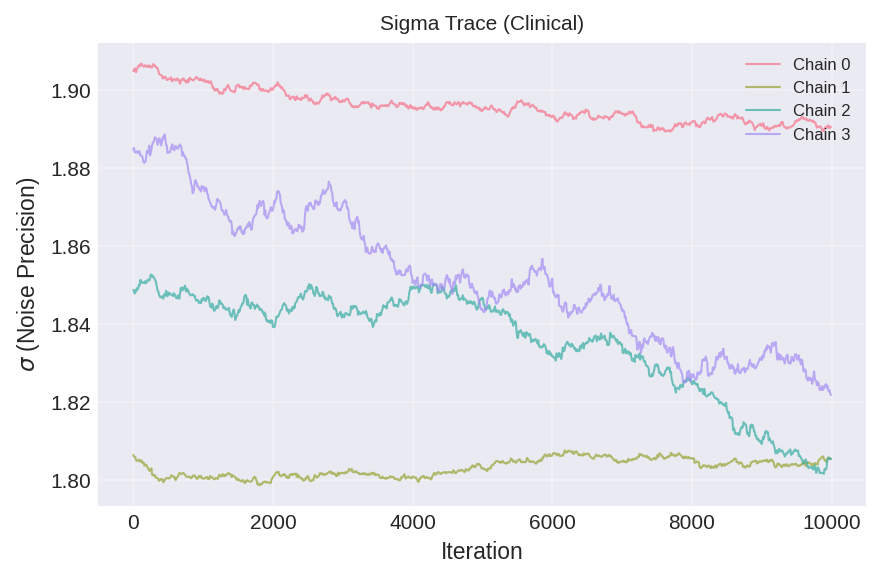 Sigma Trace (Clinical)
Chain 0
Chain 1
Chain 2
Chain 3
σ (Noise Precision)
1.90
1.88
1.86
1.84
1.82
1.80
0 2000 4000 6000 8000 10000
Iteration